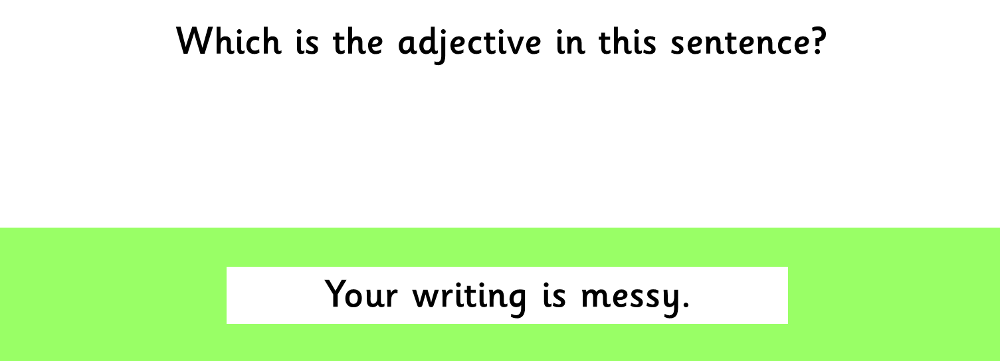 Which is the adjective in this sentence?
Your writing is messy.